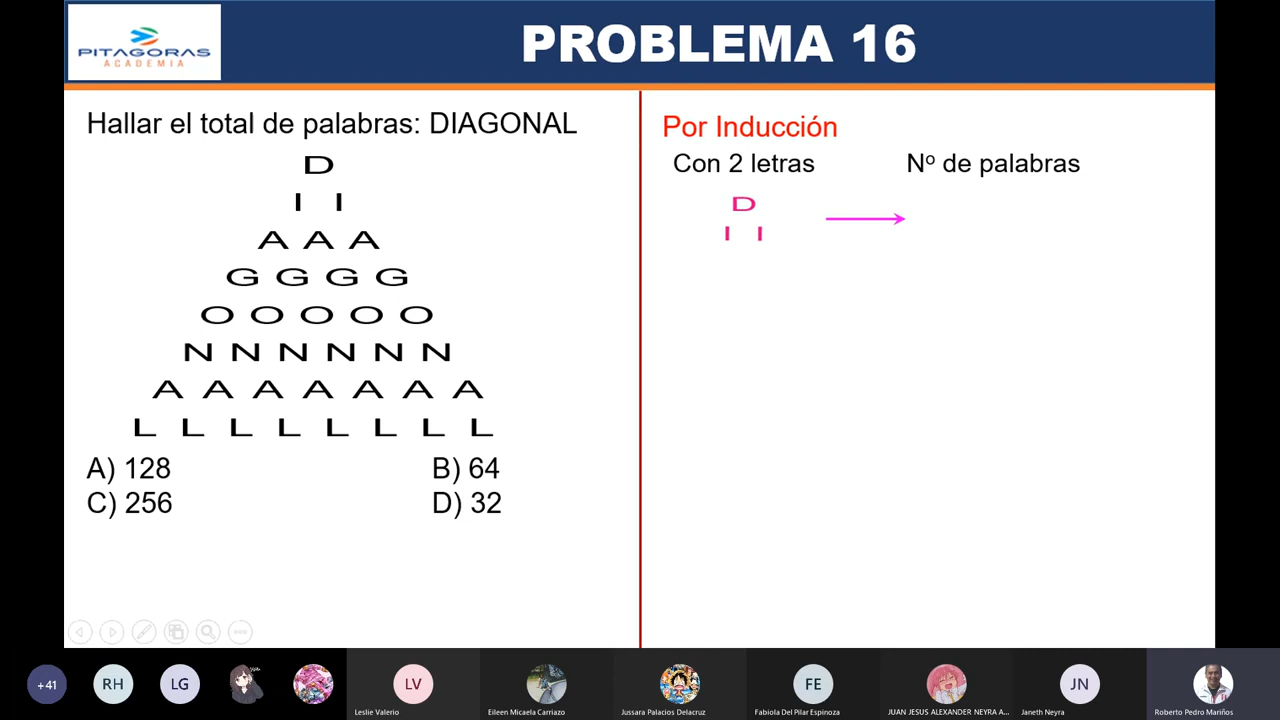 PITAGORAS
ACADEMIA
PROBLEMA 16
Hallar el total de palabras: DIAGONAL
D
I I
A A A
G G G G
O O O O O
N N N N N N
A A A A A A A
L L L L L L L L
A) 128 B) 64
C) 256 D) 32
Por Inducción
Con 2 letras Nº de palabras
D
I I
+41
RH
LG
LV
Leslie Valerio
Eileen Micaela Carriazo
Jussara Palacios Delacruz
FE
Fabiola Del Pilar Espinoza
JUAN JESUS ALEXANDER NEYRA A...
JN
Janeth Neyra
Roberto Pedro Mariños